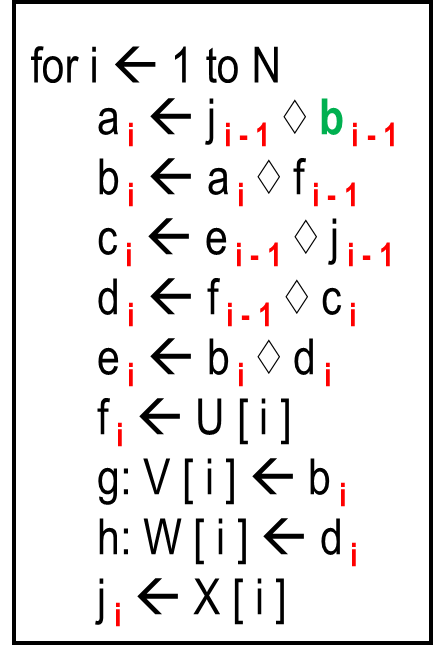 for i ← 1 to N
a i ← j i - 1 ◇ b i - 1
b i ← a i ◇ f i - 1
c i ← e i - 1 ◇ j i - 1
d i ← f i - 1 ◇ c i
e i ← b i ◇ d i
f i ← U [ i ]
g: V [ i ] ← b i
h: W [ i ] ← d i
j i ← X [ i ]